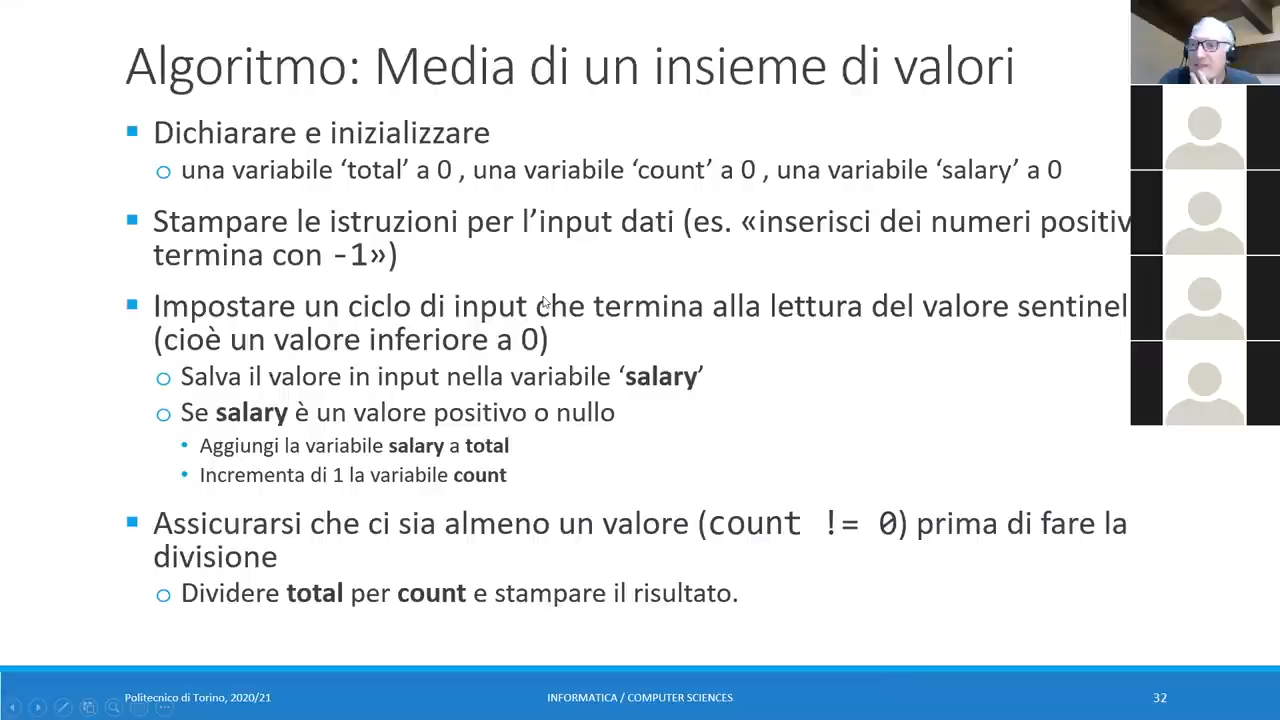 Algoritmo: Media di un insieme di valori
Dichiarare e inizializzare
una variabile ‘total’ a 0 , una variabile ‘count’ a 0 , una variabile ‘salary’ a 0
Stampare le istruzioni per l’input dati (es. «inserisci dei numeri positiv
termina con -1»)
Impostare un ciclo di input che termina alla lettura del valore sentinel
(cioè un valore inferiore a 0)
Salva il valore in input nella variabile ‘salary’
Se salary è un valore positivo o nullo
Aggiungi la variabile salary a total
Incrementa di 1 la variabile count
Assicurarsi che ci sia almeno un valore (count != 0) prima di fare la
divisione
Dividere total per count e stampare il risultato.
Politecnico di Torino, 2020/21
INFORMATICA / COMPUTER SCIENCES
32